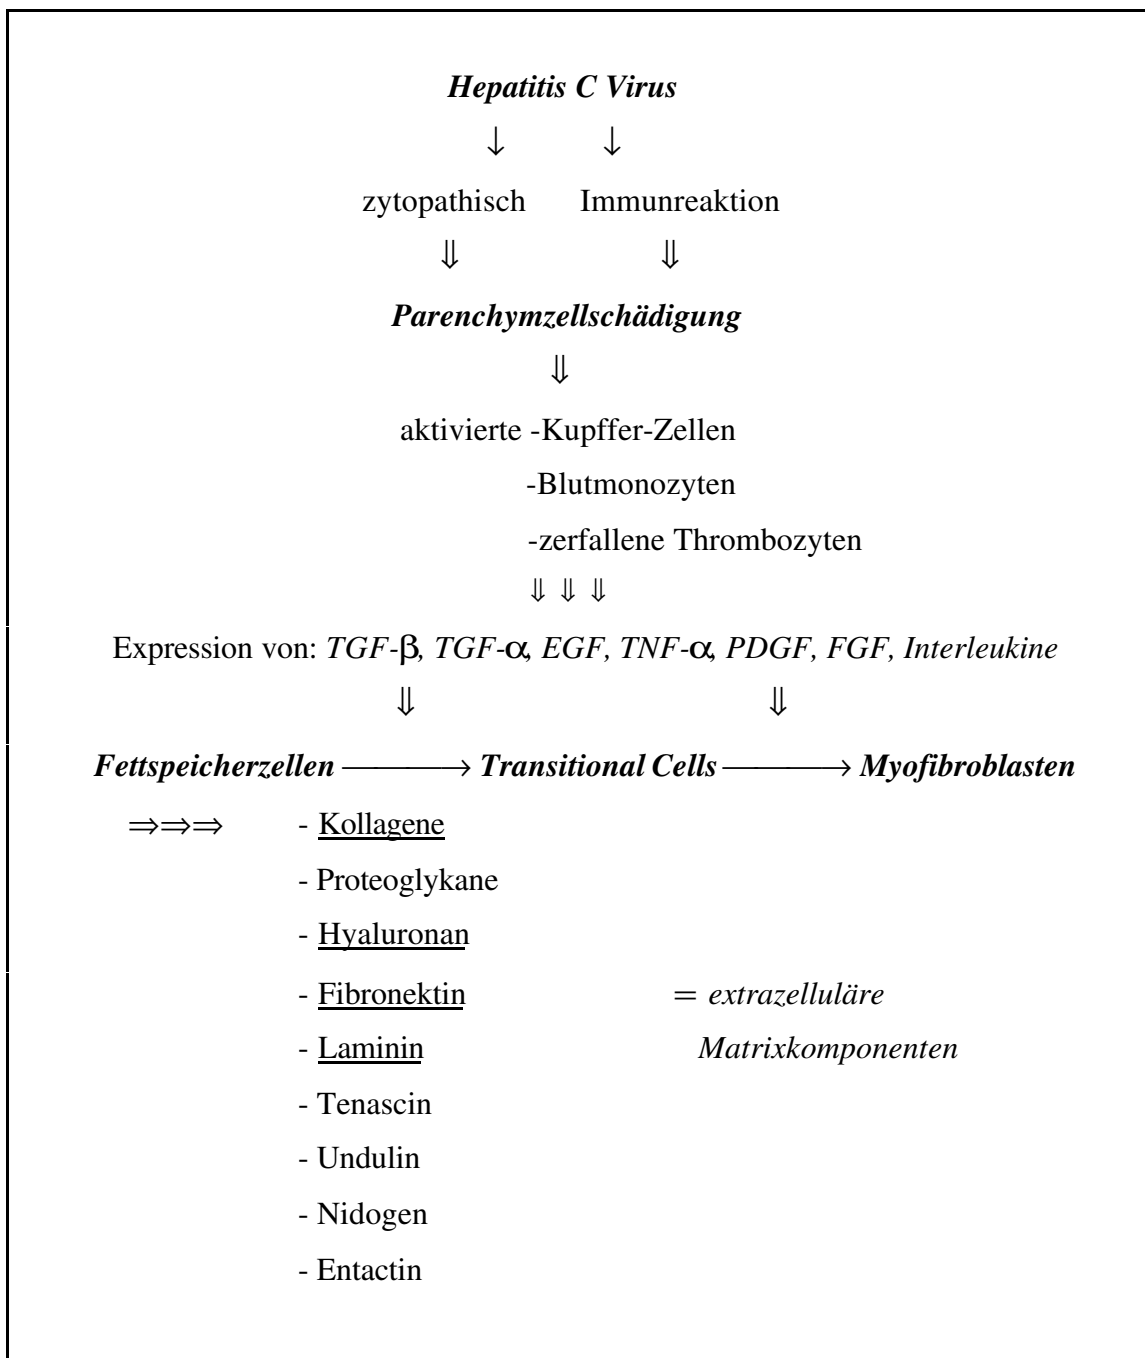 Hepatitis C Virus
↓ ↓
zytopathisch Immunreaktion
⇓ ⇓
Parenchymzellschädigung
⇓
aktivierte -Kupffer-Zellen
-Blutmonozyten
-zerfallene Thrombozyten
⇓ ⇓ ⇓
Expression von: TGF-β, TGF-α, EGF, TNF-α, PDGF, FGF, Interleukine
⇓ ⇓
Fettspeicherzellen ⟶ Transitional Cells ⟶ Myofibroblasten
⇒⇒⇒ - Kollagene
- Proteoglykane
- Hyaluronan
- Fibronektin = extrazelluläre
- Laminin Matrixkomponenten
- Tenascin
- Undulin
- Nidogen
- Entactin